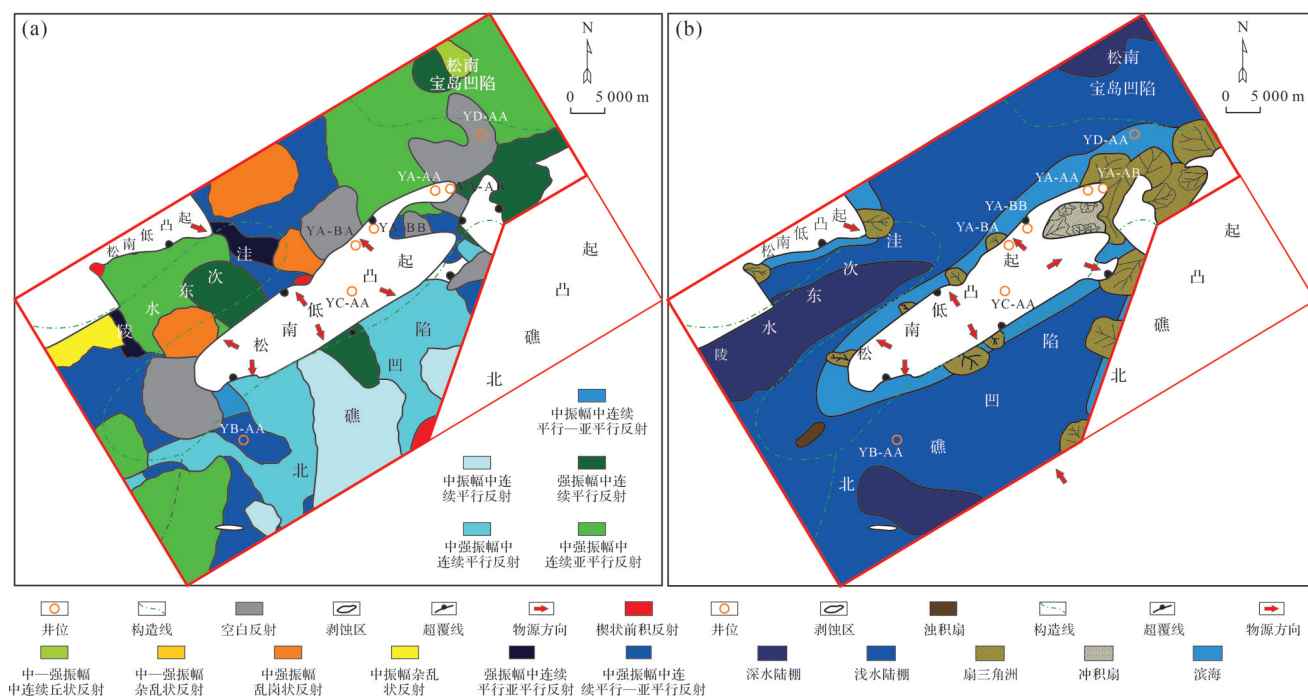 (a)
N
0 5 000 m
松南
宝岛凹陷
YD-AA
YA-AA
YA-AB
YA-BA
YA-BB
YC-AA
YB-AA
松南低凸起
陵水东次洼
松南低凸起
北礁凹陷
北礁凸起
中振幅中连续
平行—亚平行反射
中振幅中连
续平行反射
强振幅中连
续平行反射
中强振幅中
连续平行反射
中强振幅中
连续亚平行反射
(b)
N
0 5 000 m
松南
宝岛凹陷
YD-AA
YA-AA
YA-AB
YA-BB
YA-BA
YC-AA
YB-AA
松南低凸起
陵水东次洼
松南低凸起
北礁凹陷
北礁凸起
井位
构造线
空白反射
剥蚀区
超覆线
物源方向
楔状前积反射
井位
剥蚀区
浊积扇
构造线
超覆线
物源方向
中—强振幅
中连续丘状反射
中—强振幅
杂乱状反射
中强振幅
乱岗状反射
中振幅杂乱
状反射
强振幅中连续
平行亚平行反射
中强振幅中连
续平行—亚平行反射
深水陆棚
浅水陆棚
扇三角洲
冲积扇
滨海